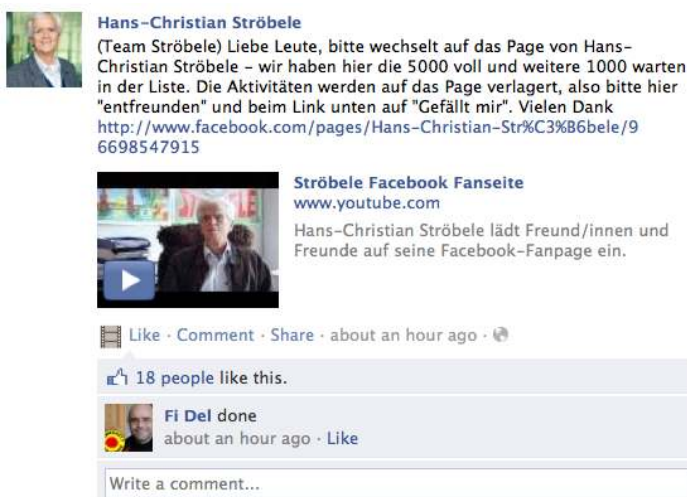 Hans-Christian Ströbele
(Team Ströbele) Liebe Leute, bitte wechselt auf das Page von Hans-
Christian Ströbele - wir haben hier die 5000 voll und weitere 1000 warten
in der Liste. Die Aktivitäten werden auf das Page verlagert, also bitte hier
"entfreunden" und beim Link unten auf "Gefällt mir". Vielen Dank
http://www.facebook.com/pages/Hans-Christian-Str%C3%B6bele/9
6698547915
Ströbele Facebook Fanseite
www.youtube.com
Hans-Christian Ströbele lädt Freund/innen und
Freunde auf seine Facebook-Fanpage ein.
Like · Comment · Share · about an hour ago ·
18 people like this.
Fi Del done
about an hour ago · Like
Write a comment...